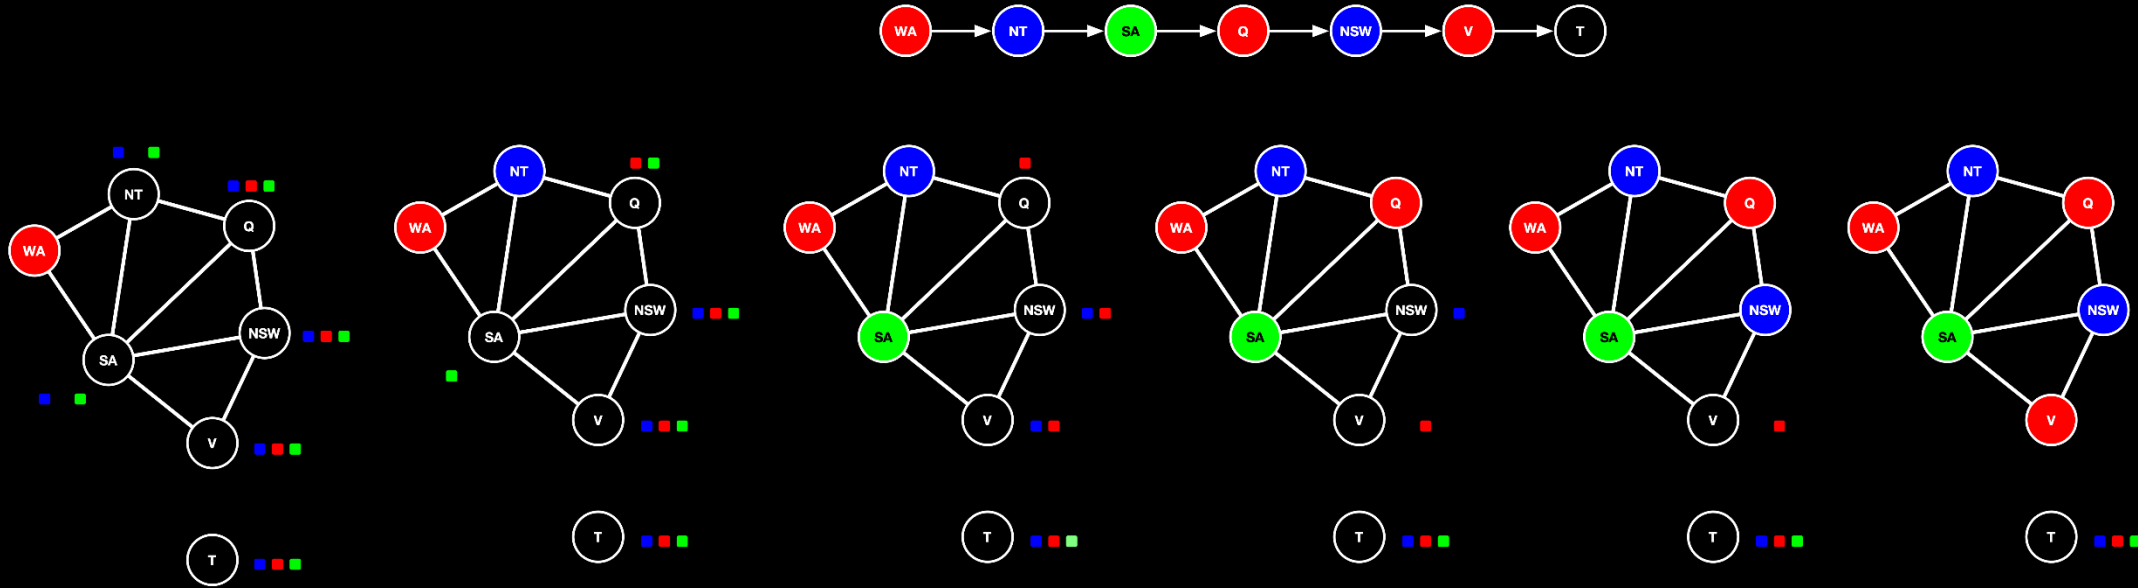 WA NT SA Q NSW V T
NT NT NT NT NT NT
Q Q Q Q Q Q
WA WA WA WA WA WA
NSW NSW NSW NSW NSW NSW
SA SA SA SA SA SA
V V V V V V
T T T T T T